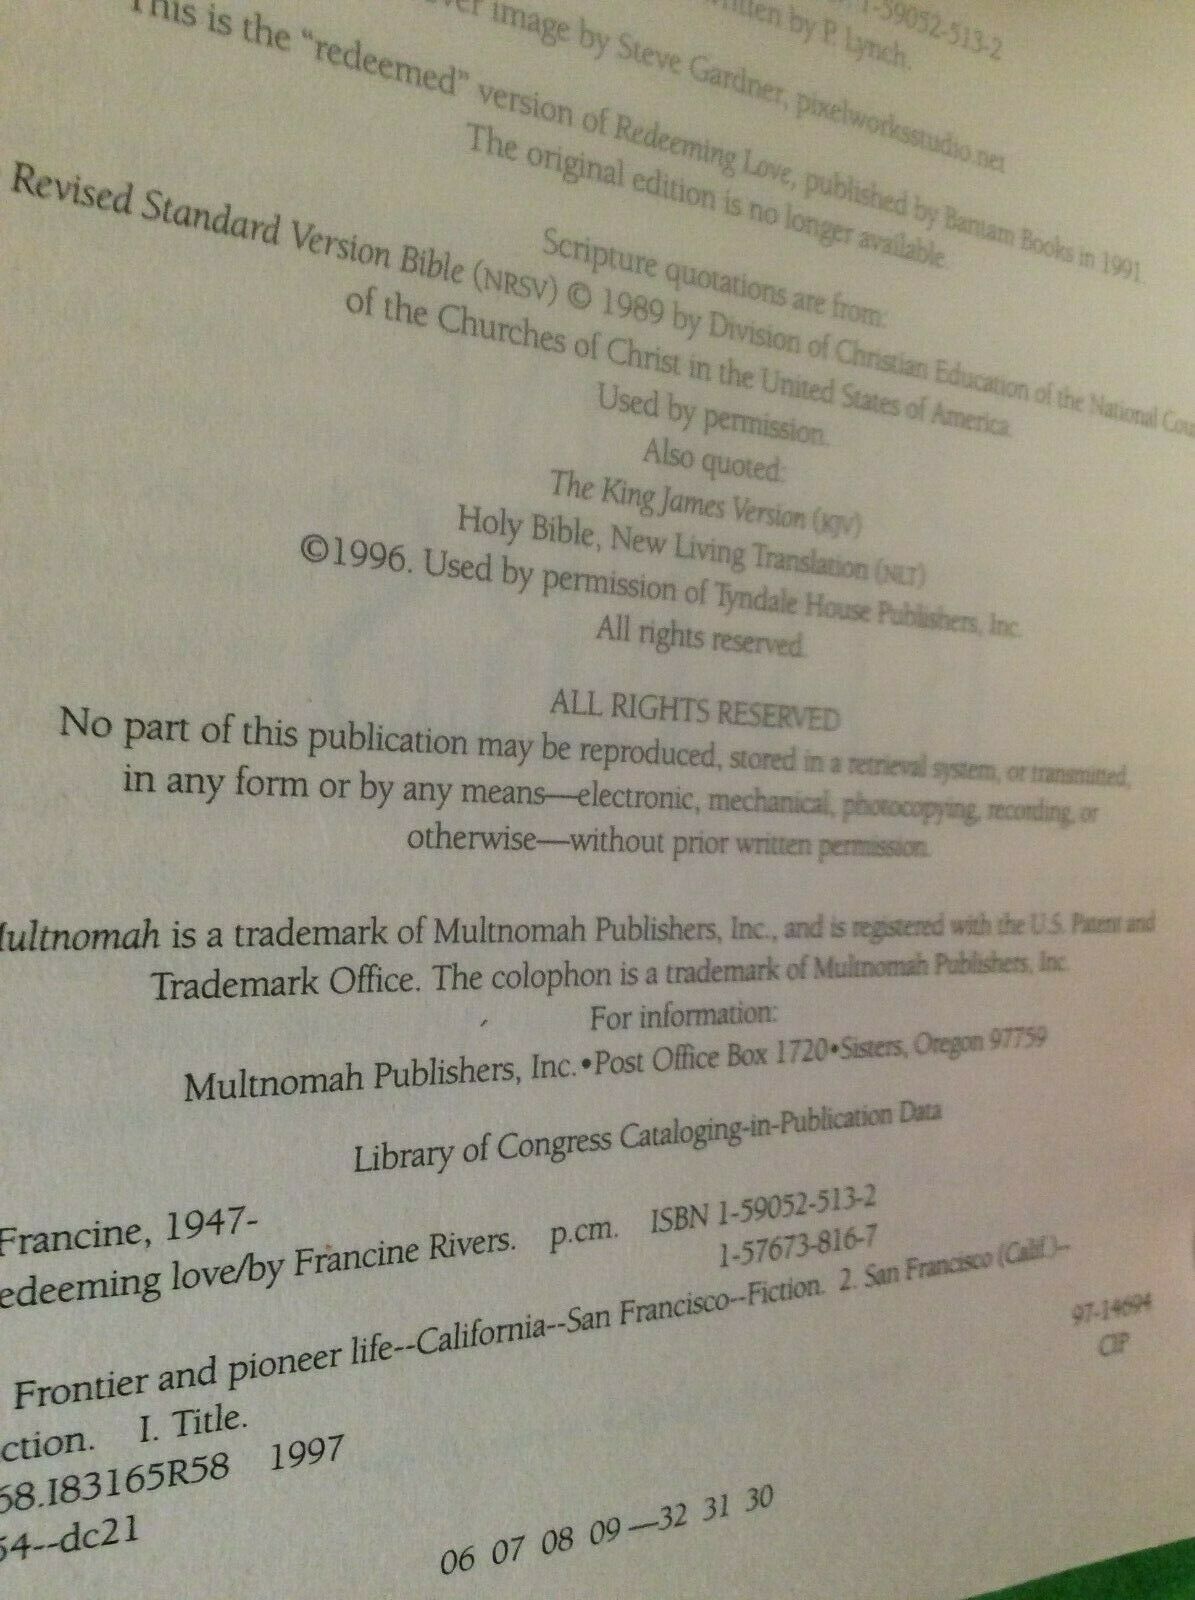 1-59052-513-2
written by P. Lynch.
image by Steve Gardner, pixelworksstudio.net
This is the "redeemed" version of Redeeming Love, published by Bantam Books in 1991.
The original edition is no longer available.
Scripture quotations are from:
Revised Standard Version Bible (NRSV) © 1989 by Division of Christian Education of the National Cou
of the Churches of Christ in the United States of America.
Used by permission.
Also quoted:
The King James Version (KJV)
Holy Bible, New Living Translation (NLT)
©1996. Used by permission of Tyndale House Publishers, Inc.
All rights reserved.
ALL RIGHTS RESERVED
No part of this publication may be reproduced, stored in a retrieval system, or transmitted,
in any form or by any means—electronic, mechanical, photocopying, recording, or
otherwise—without prior written permission.
ultnomah is a trademark of Multnomah Publishers, Inc., and is registered with the U.S. Patent and
Trademark Office. The colophon is a trademark of Multnomah Publishers, Inc.
For information:
Multnomah Publishers, Inc.•Post Office Box 1720•Sisters, Oregon 97759
Library of Congress Cataloging-in-Publication Data
Francine, 1947-
edeeming love/by Francine Rivers. p.cm. ISBN 1-59052-513-2
1-57673-816-7
Frontier and pioneer life--California--San Francisco--Fiction. 2. San Francisco (Calif.)--
ction. I. Title.
97-14694
CIP
58.I83165R58 1997
54--dc21
06 07 08 09—32 31 30